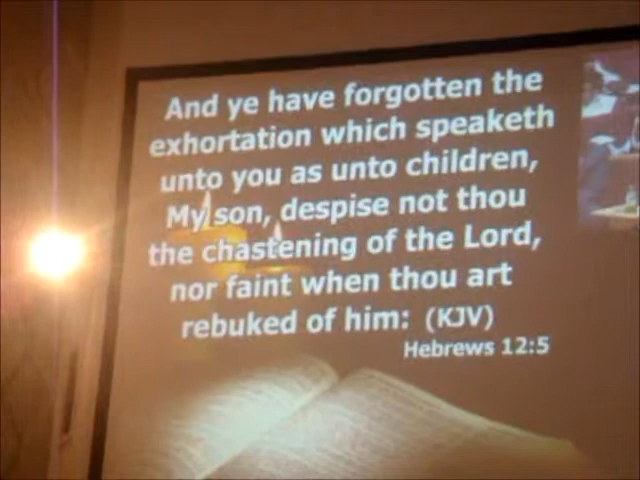 And ye have forgotten the
exhortation which speaketh
unto you as unto children,
My son, despise not thou
the chastening of the Lord,
nor faint when thou art
rebuked of him: (KJV)
Hebrews 12:5